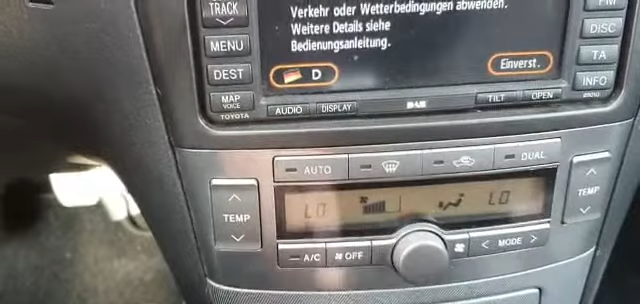 TRACK
MENU
DEST
MAP
VOICE
TOYOTA
Verkehr oder Wetterbedingungen abwenden.
Weitere Details siehe
Bedienungsanleitung.
D
Einverst.
FM
DISC
TA
INFO
AUDIO
DISPLAY
TILT
OPEN
AUTO
DUAL
TEMP
LO
LO
TEMP
A/C
OFF
MODE